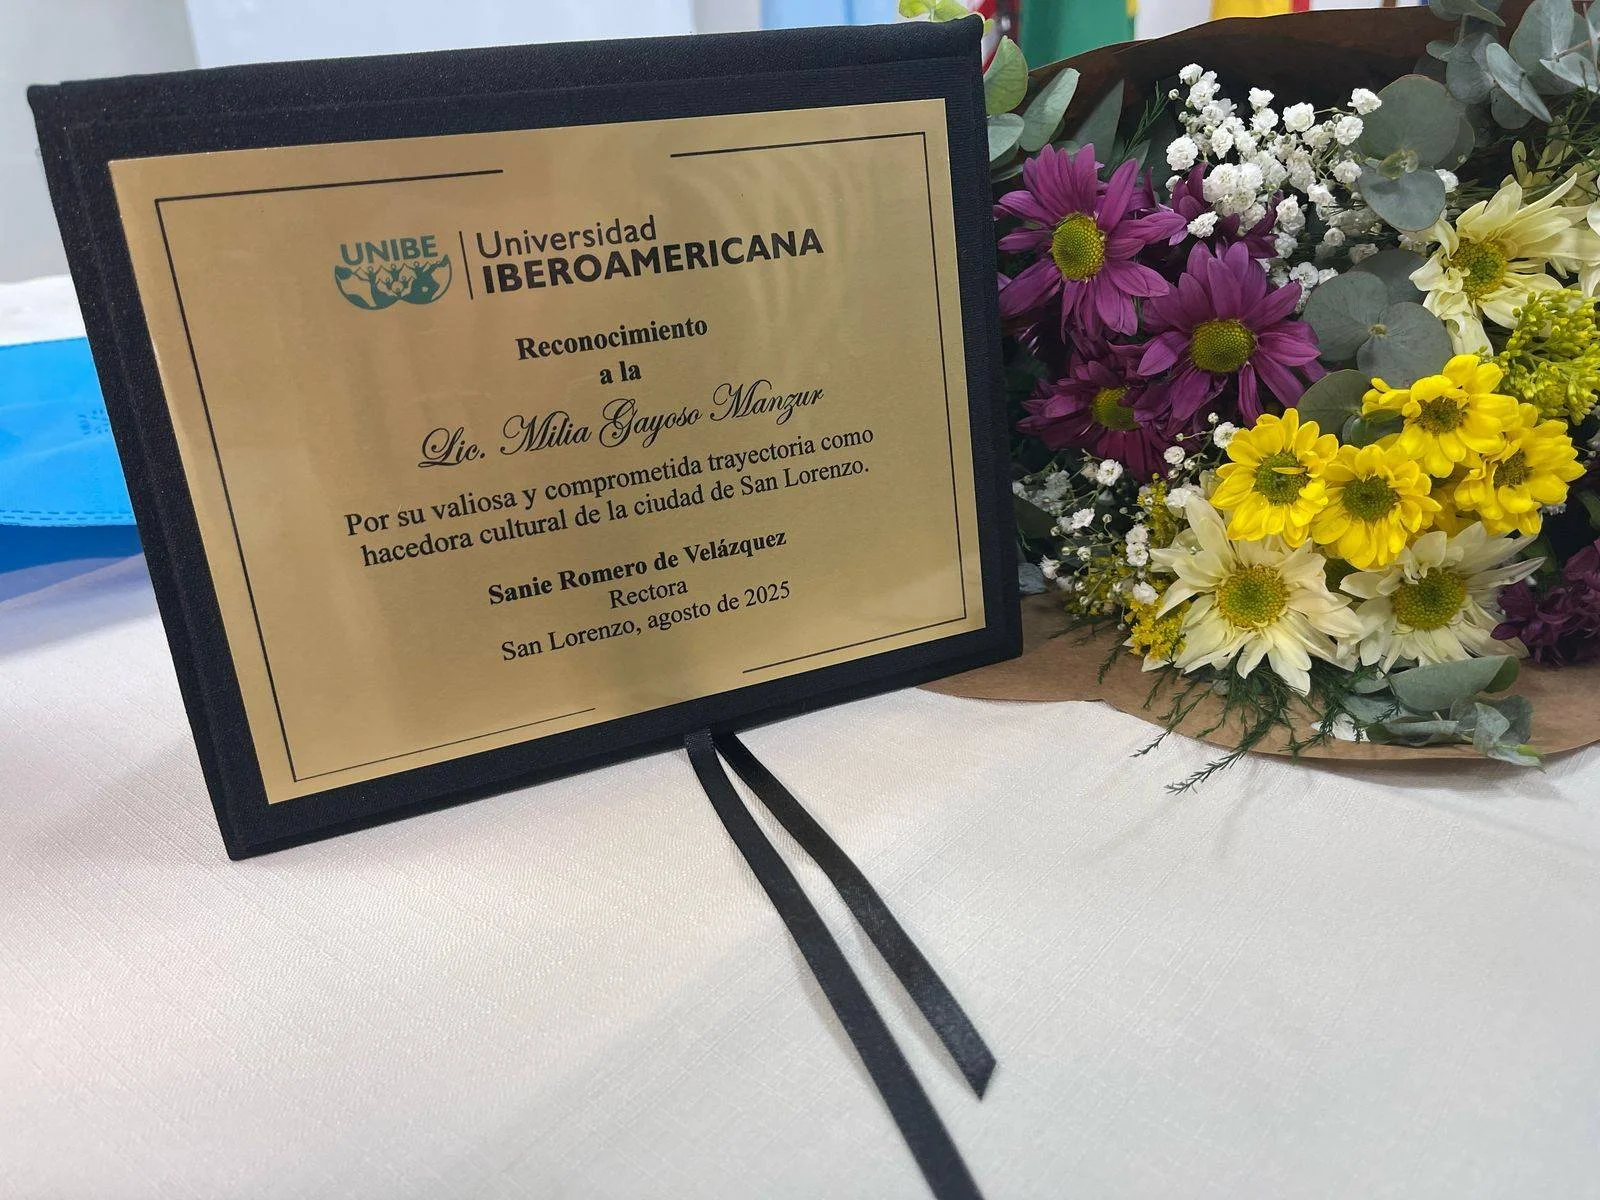 UNIBE
Universidad
IBEROAMERICANA
Reconocimiento
a la
Lic. Milia Gayoso Manzur
Por su valiosa y comprometida trayectoria como
hacedora cultural de la ciudad de San Lorenzo.
Sanie Romero de Velázquez
Rectora
San Lorenzo, agosto de 2025